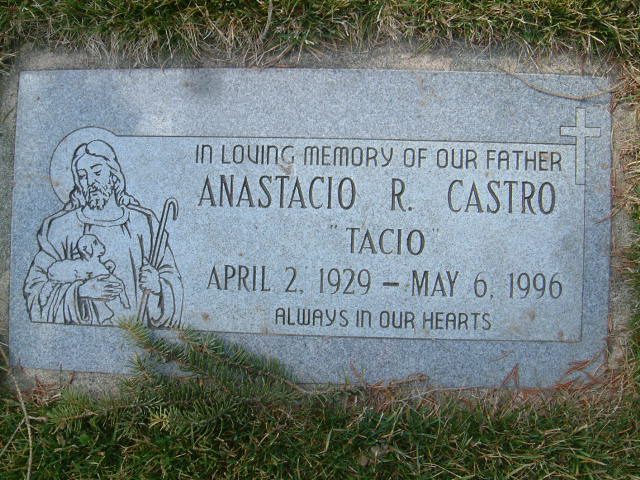 IN LOVING MEMORY OF OUR FATHER
ANASTACIO R. CASTRO
"TACIO"
APRIL 2, 1929 - MAY 6, 1996
ALWAYS IN OUR HEARTS